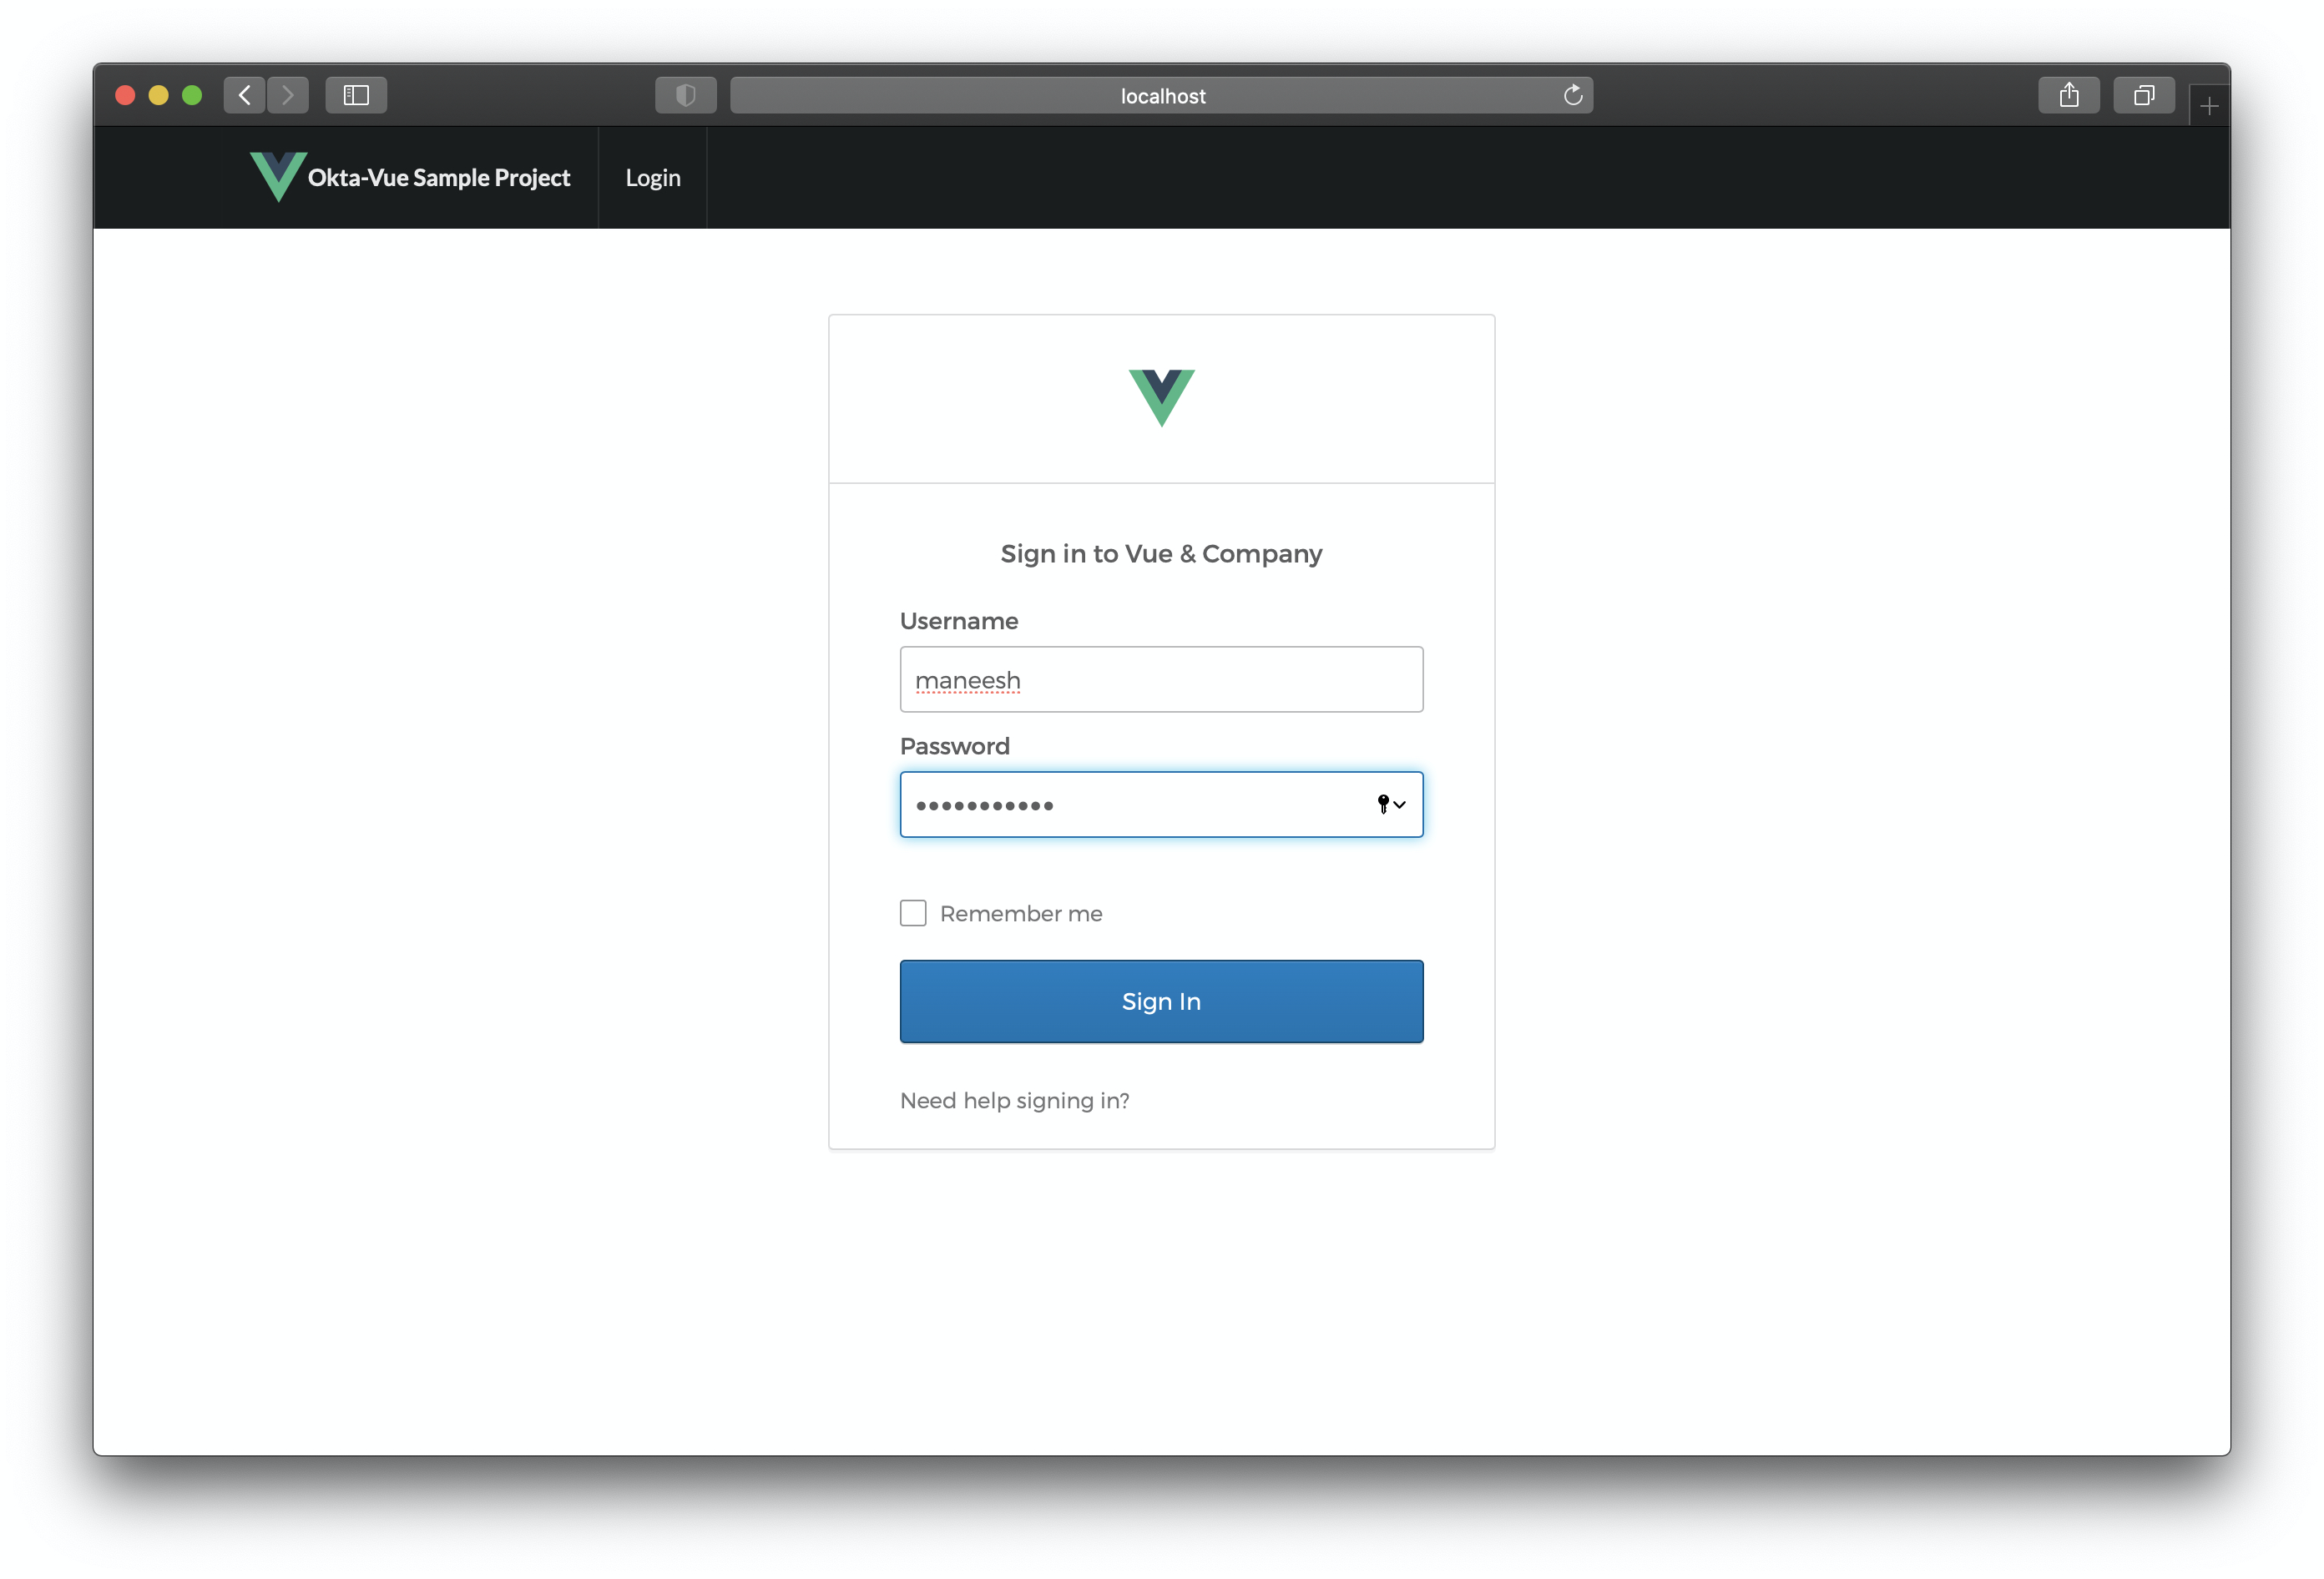 localhost
Okta-Vue Sample Project
Login
Sign in to Vue & Company
Username
maneesh
Password
•••••••••••
Remember me
Sign In
Need help signing in?